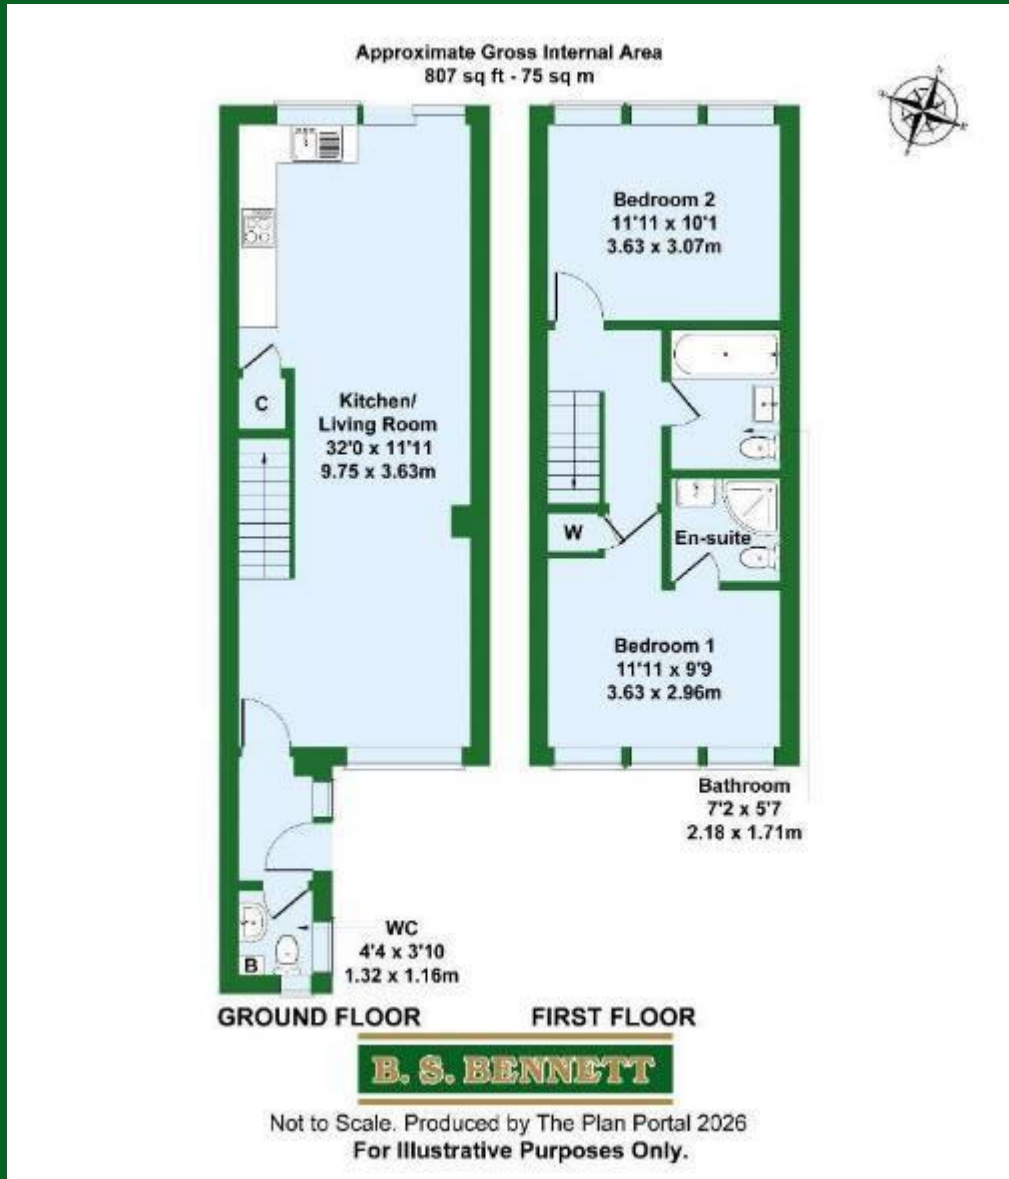 Approximate Gross Internal Area
807 sq ft - 75 sq m
Kitchen/
Living Room
32'0 x 11'11
9.75 x 3.63m
C
WC
4'4 x 3'10
1.32 x 1.16m
B
GROUND FLOOR
Bedroom 2
11'11 x 10'1
3.63 x 3.07m
W
En-suite
Bedroom 1
11'11 x 9'9
3.63 x 2.96m
Bathroom
7'2 x 5'7
2.18 x 1.71m
FIRST FLOOR
B. S. BENNETT
Not to Scale. Produced by The Plan Portal 2026
For Illustrative Purposes Only.